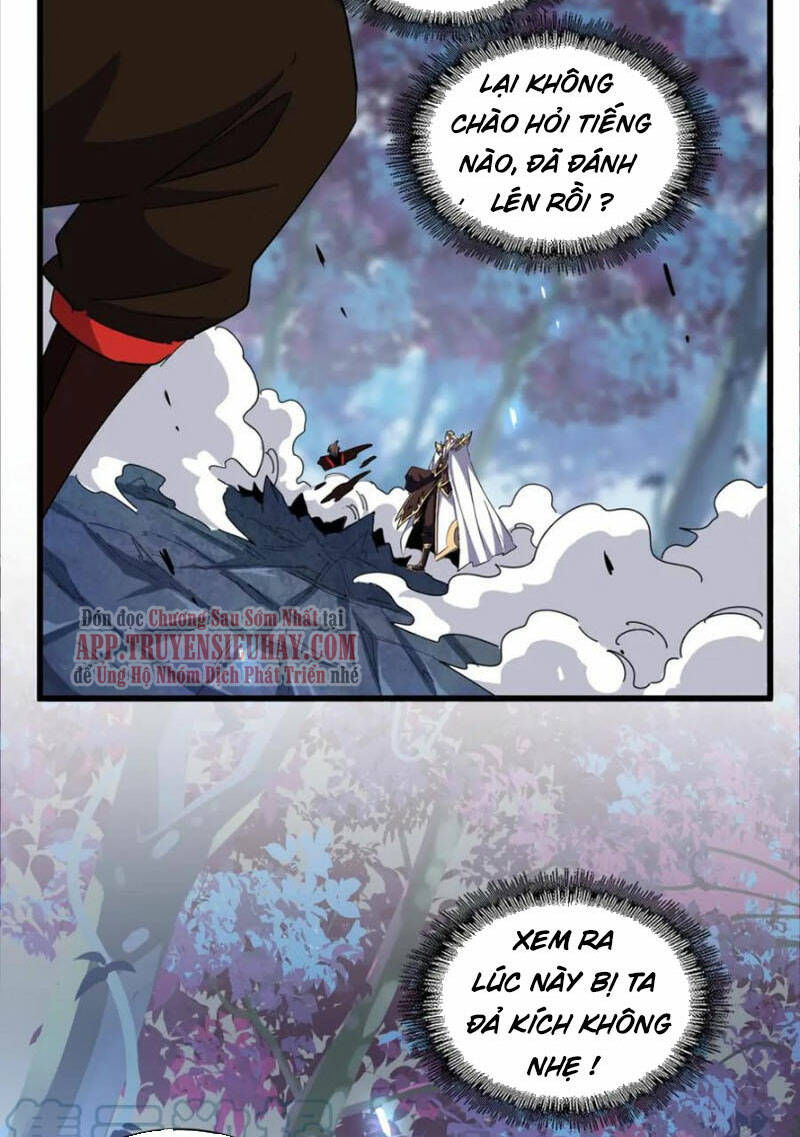 LẠI KHÔNG
CHÀO HỎI TIẾNG
NÀO, ĐÃ ĐÁNH
LÉN RỒI ?
Đón đọc Chương Sau Sớm Nhất tại
APP.TRUYENSIEUHAY.COM
để Ủng Hộ Nhóm Dịch Phát Triển nhé
XEM RA
LÚC NÀY BỊ TA
ĐẢ KÍCH KHÔNG
NHẸ !